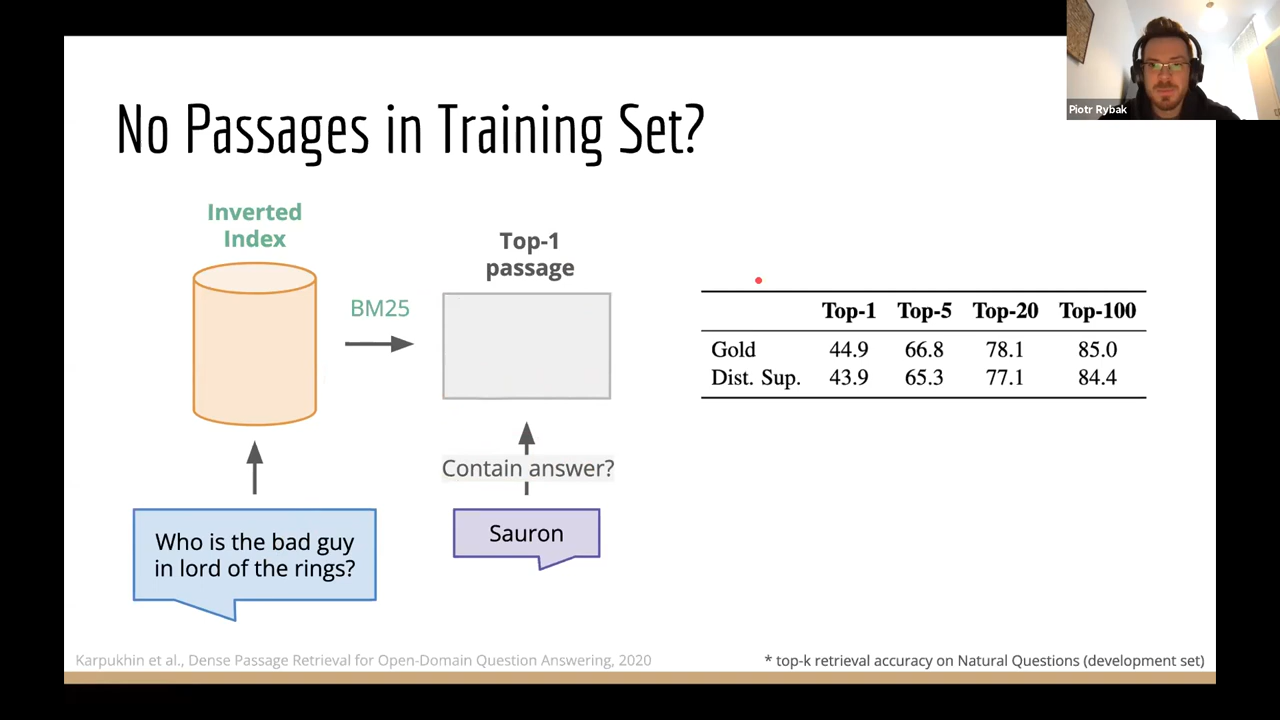 Piotr Rybak
No Passages in Training Set?
Inverted
Index
Top-1
passage
BM25
Contain answer?
Who is the bad guy
in lord of the rings?
Sauron
Top-1 Top-5 Top-20 Top-100
Gold 44.9 66.8 78.1 85.0
Dist. Sup. 43.9 65.3 77.1 84.4
Karpukhin et al., Dense Passage Retrieval for Open-Domain Question Answering, 2020
* top-k retrieval accuracy on Natural Questions (development set)